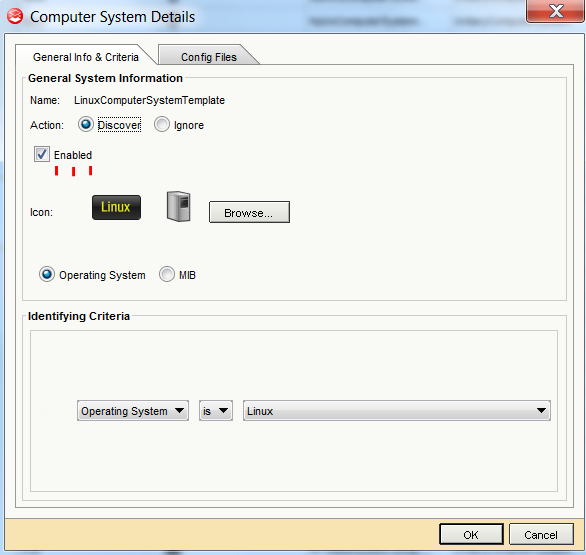 Computer System Details
General Info & Criteria Config Files
General System Information
Name: LinuxComputerSystemTemplate
Action: Discover Ignore
Enabled
Icon: Linux Browse...
Operating System MIB
Identifying Criteria
Operating System is Linux
OK Cancel